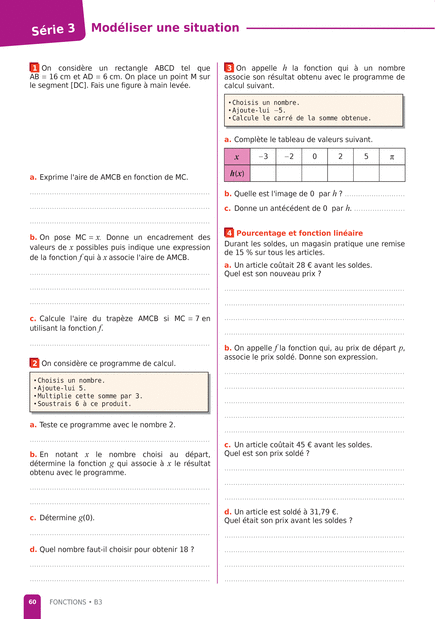 Série 3
Modéliser une situation
1 On considère un rectangle ABCD tel que
AB = 16 cm et AD = 6 cm. On place un point M sur
le segment [DC]. Fais une figure à main levée.
a. Exprime l'aire de AMCB en fonction de MC.
b. On pose MC = x. Donne un encadrement des
valeurs de x possibles puis indique une expression
de la fonction f qui à x associe l'aire de AMCB.
c. Calcule l'aire du trapèze AMCB si MC = 7 en
utilisant la fonction f.
2 On considère ce programme de calcul.
• Choisis un nombre.
• Ajoute-lui 5.
• Multiplie cette somme par 3.
• Soustrais 6 à ce produit.
a. Teste ce programme avec le nombre 2.
b. En notant x le nombre choisi au départ,
détermine la fonction g qui associe à x le résultat
obtenu avec le programme.
c. Détermine g(0).
d. Quel nombre faut-il choisir pour obtenir 18 ?
3 On appelle h la fonction qui à un nombre
associe son résultat obtenu avec le programme de
calcul suivant.
• Choisis un nombre.
• Ajoute-lui −5.
• Calcule le carré de la somme obtenue.
a. Complète le tableau de valeurs suivant.
x −3 −2 0 2 5 π
h(x)
b. Quelle est l'image de 0 par h ?
c. Donne un antécédent de 0 par h.
4 Pourcentage et fonction linéaire
Durant les soldes, un magasin pratique une remise
de 15 % sur tous les articles.
a. Un article coûtait 28 € avant les soldes.
Quel est son nouveau prix ?
b. On appelle f la fonction qui, au prix de départ p,
associe le prix soldé. Donne son expression.
c. Un article coûtait 45 € avant les soldes.
Quel est son prix soldé ?
d. Un article est soldé à 31,79 €.
Quel était son prix avant les soldes ?
60 FONCTIONS • B3